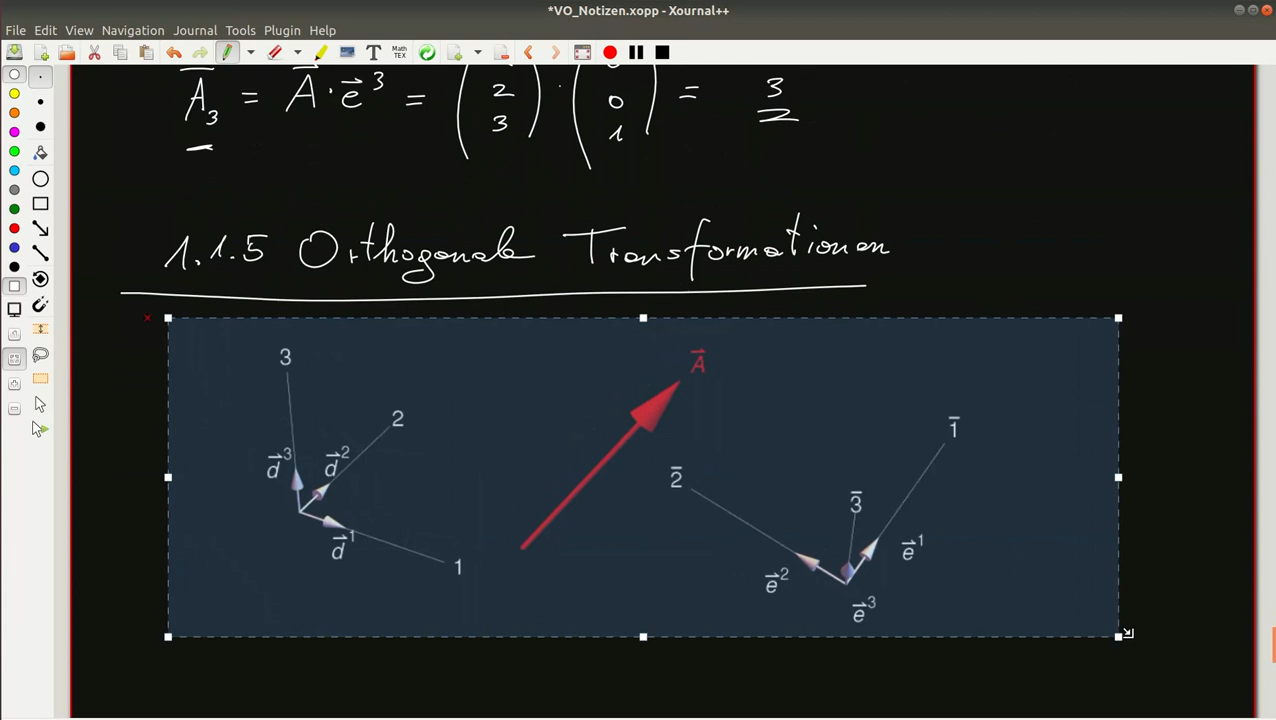 *VO_Notizen.xopp - Xournal++
File Edit View Navigation Journal Tools Plugin Help
A̅₃ = A⃗ · e⃗³ = ( 2 3 ) · ( 0 1 ) = 3
1.1.5 Orthogonale Transformationen
3
A⃗
2
1̅
d⃗³ d⃗²
2̅
3̅
d⃗¹
e⃗¹
1
e⃗²
e⃗³